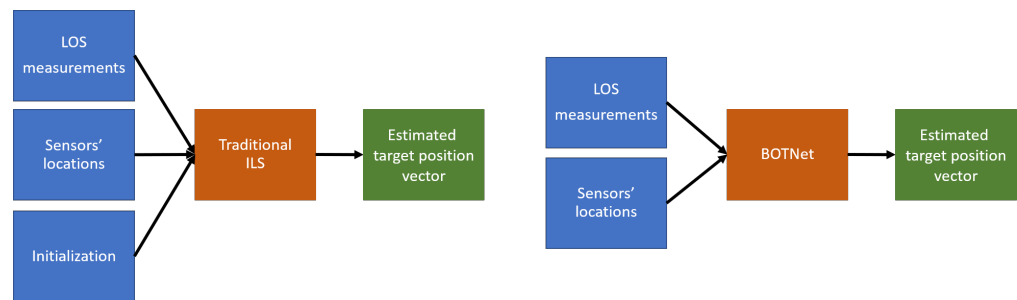 LOS
measurements
Sensors'
locations
Initialization
Traditional
ILS
Estimated
target position
vector
LOS
measurements
Sensors'
locations
BOTNet
Estimated
target position
vector